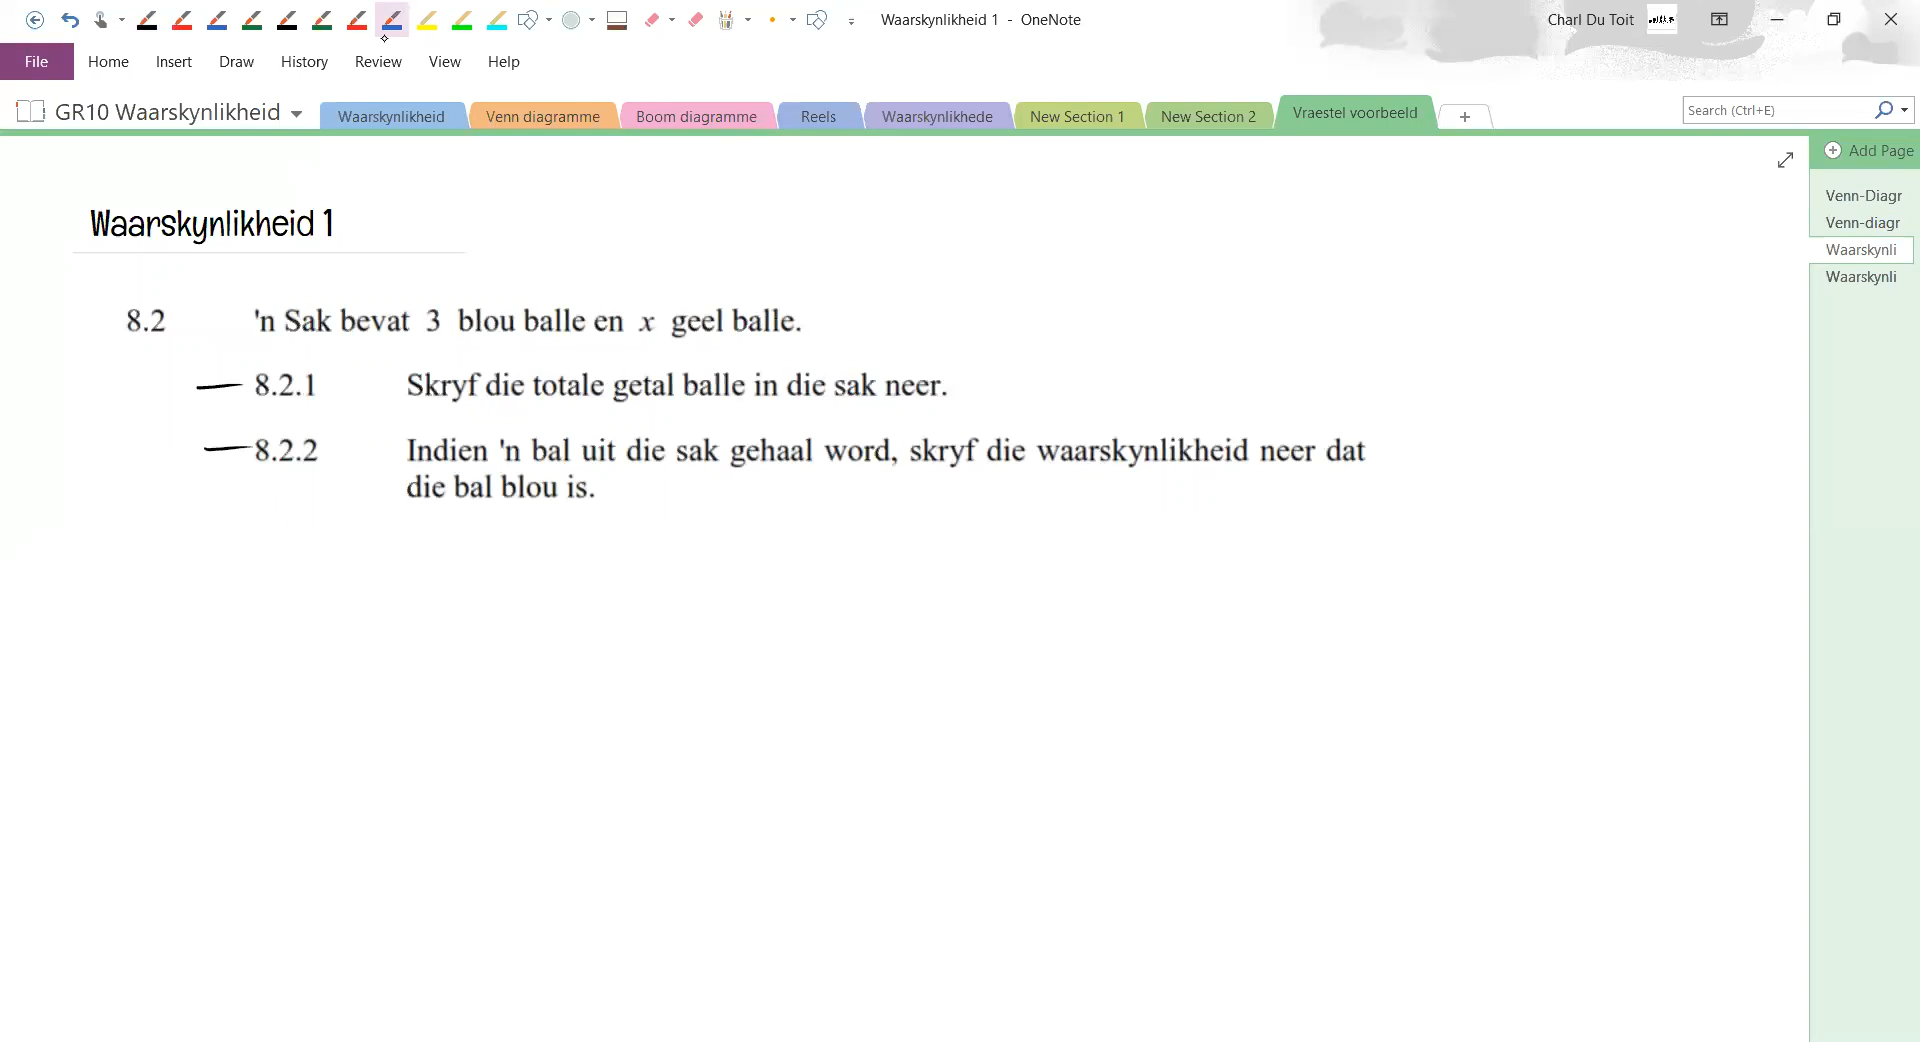 Waarskynlikheid 1 - OneNote
Charl Du Toit
File Home Insert Draw History Review View Help
GR10 Waarskynlikheid
Waarskynlikheid Venn diagramme Boom diagramme Reels Waarskynlikhede New Section 1 New Section 2 Vraestel voorbeeld +
Search (Ctrl+E)
Add Page
Venn-Diagr
Venn-diagr
Waarskynli
Waarskynli
Waarskynlikheid 1
8.2 'n Sak bevat 3 blou balle en x geel balle.
8.2.1 Skryf die totale getal balle in die sak neer.
8.2.2 Indien 'n bal uit die sak gehaal word, skryf die waarskynlikheid neer dat
die bal blou is.